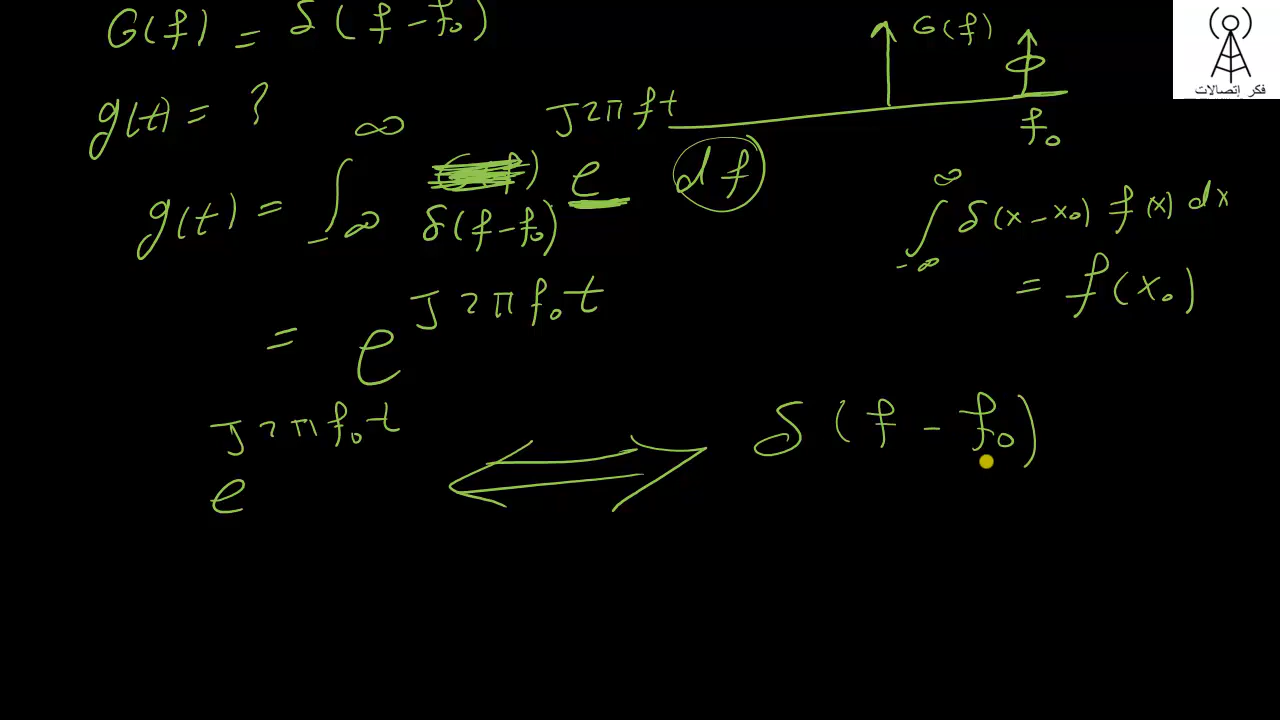 G(f) = δ(f - f₀)
G(f)
f₀
فكر إتصالات
g(t) = ?
g(t) = ∫_{-∞}^{∞} δ(f - f₀) e^{J2πft} df
∫_{-∞}^{∞} δ(x - x₀) f(x) dx
= f(x₀)
= e^{J2πf₀t}
e^{J2πf₀t} ⟺ δ(f - f₀)